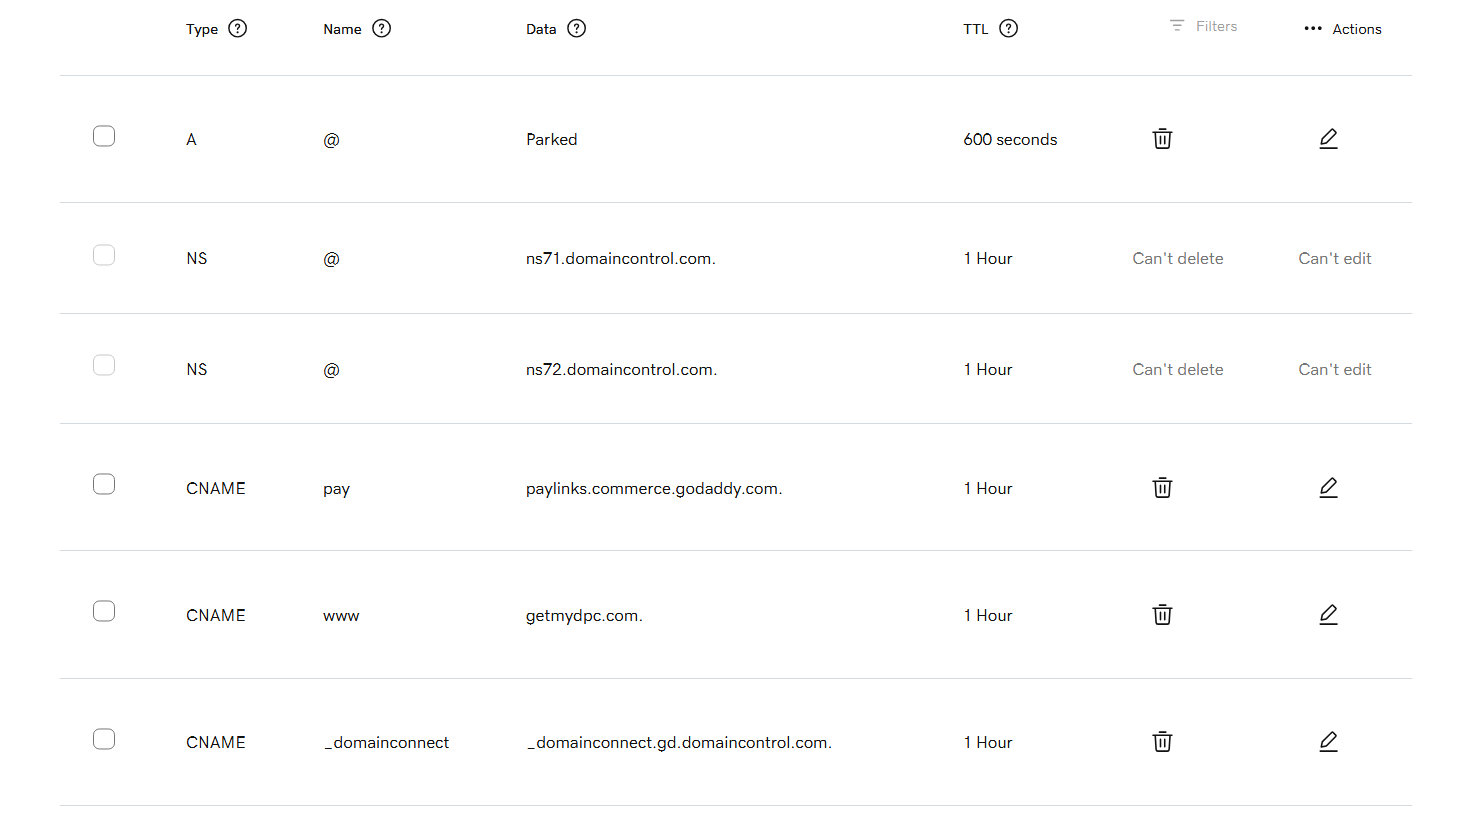 Type Name Data TTL Filters Actions
A @ Parked 600 seconds
NS @ ns71.domaincontrol.com. 1 Hour Can't delete Can't edit
NS @ ns72.domaincontrol.com. 1 Hour Can't delete Can't edit
CNAME pay paylinks.commerce.godaddy.com. 1 Hour
CNAME www getmydpc.com. 1 Hour
CNAME _domainconnect _domainconnect.gd.domaincontrol.com. 1 Hour